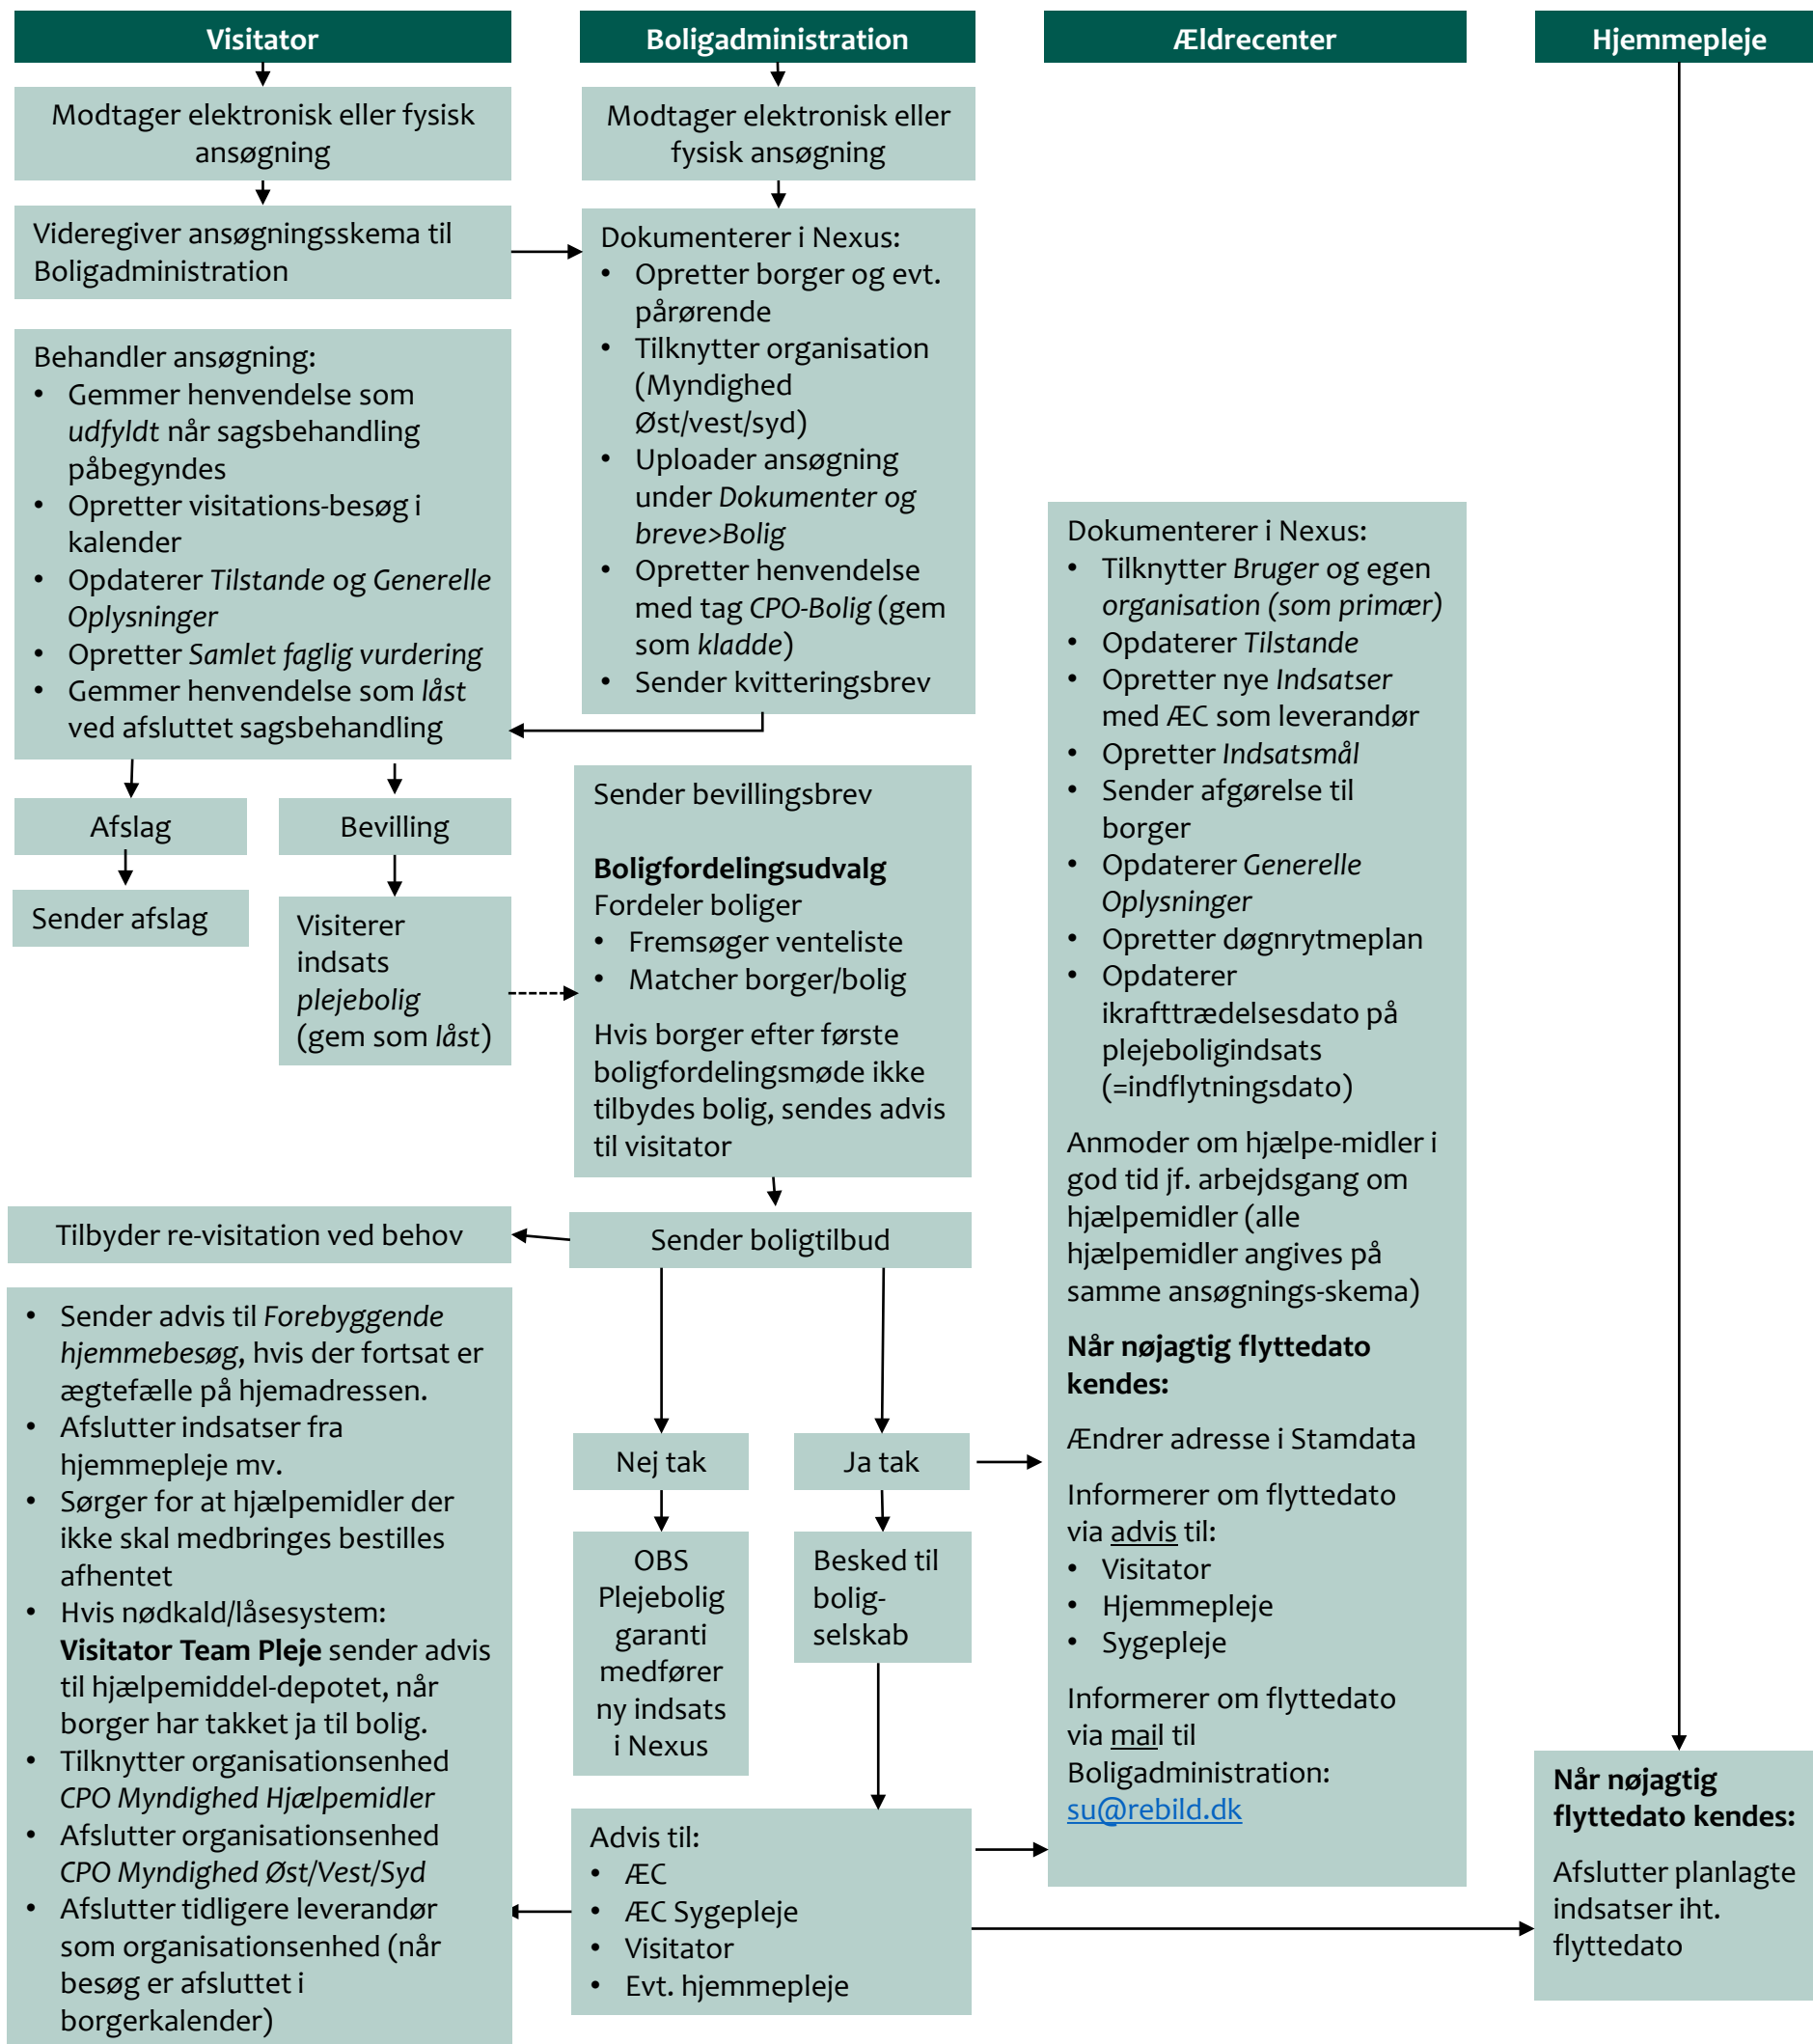 Visitator
Modtager elektronisk eller fysisk
ansøgning
Videregiver ansøgningsskema til
Boligadministration
Behandler ansøgning:
• Gemmer henvendelse som
udfyldt når sagsbehandling
påbegyndes
• Opretter visitations-besøg i
kalender
• Opdaterer Tilstande og Generelle
Oplysninger
• Opretter Samlet faglig vurdering
• Gemmer henvendelse som låst
ved afsluttet sagsbehandling
Afslag
Sender afslag
Bevilling
Visiterer
indsats
plejebolig
(gem som låst)
Tilbyder re-visitation ved behov
• Sender advis til Forebyggende
hjemmebesøg, hvis der fortsat er
ægtefælle på hjemadressen.
• Afslutter indsatser fra
hjemmepleje mv.
• Sørger for at hjælpemidler der
ikke skal medbringes bestilles
afhentet
• Hvis nødkald/låsesystem:
Visitator Team Pleje sender advis
til hjælpemiddel-depotet, når
borger har takket ja til bolig.
• Tilknytter organisationsenhed
CPO Myndighed Hjælpemidler
• Afslutter organisationsenhed
CPO Myndighed Øst/Vest/Syd
• Afslutter tidligere leverandør
som organisationsenhed (når
besøg er afsluttet i
borgerkalender)
Boligadministration
Modtager elektronisk eller
fysisk ansøgning
Dokumenterer i Nexus:
• Opretter borger og evt.
pårørende
• Tilknytter organisation
(Myndighed
Øst/vest/syd)
• Uploader ansøgning
under Dokumenter og
breve>Bolig
• Opretter henvendelse
med tag CPO-Bolig (gem
som kladde)
• Sender kvitteringsbrev
Sender bevillingsbrev
Boligfordelingsudvalg
Fordeler boliger
• Fremsøger venteliste
• Matcher borger/bolig
Hvis borger efter første
boligfordelingsmøde ikke
tilbydes bolig, sendes advis
til visitator
Sender boligtilbud
Nej tak
OBS
Plejebolig
garanti
medfører
ny indsats
i Nexus
Ja tak
Besked til
bolig-
selskab
Advis til:
• ÆC
• ÆC Sygepleje
• Visitator
• Evt. hjemmepleje
Ældrecenter
Dokumenterer i Nexus:
• Tilknytter Bruger og egen
organisation (som primær)
• Opdaterer Tilstande
• Opretter nye Indsatser
med ÆC som leverandør
• Opretter Indsatsmål
• Sender afgørelse til
borger
• Opdaterer Generelle
Oplysninger
• Opretter døgnrytmeplan
• Opdaterer
ikrafttrædelsesdato på
plejeboligindsats
(=indflytningsdato)
Anmoder om hjælpe-midler i
god tid jf. arbejdsgang om
hjælpemidler (alle
hjælpemidler angives på
samme ansøgnings-skema)
Når nøjagtig flyttedato
kendes:
Ændrer adresse i Stamdata
Informerer om flyttedato
via advis til:
• Visitator
• Hjemmepleje
• Sygepleje
Informerer om flyttedato
via mail til
Boligadministration:
su@rebild.dk
Hjemmepleje
Når nøjagtig
flyttedato kendes:
Afslutter planlagte
indsatser iht.
flyttedato